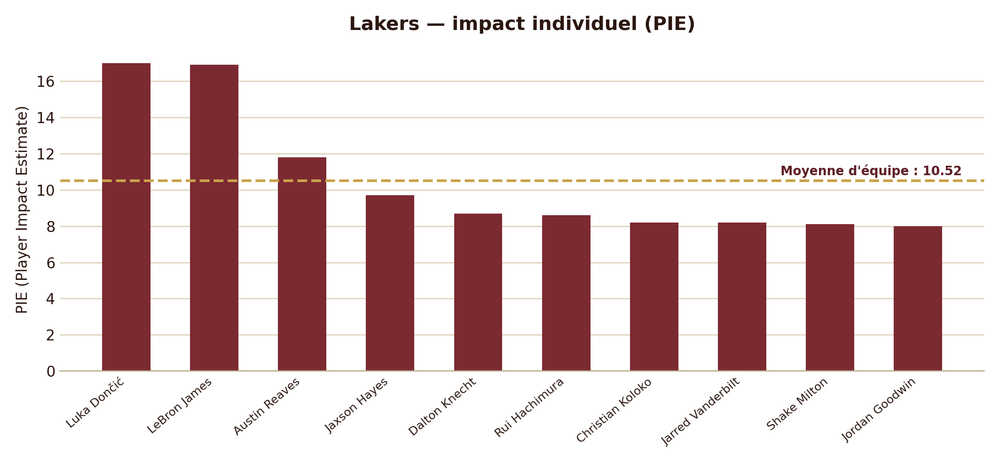 Lakers — impact individuel (PIE)
PIE (Player Impact Estimate)
16
14
12
10
8
6
4
2
0
Moyenne d'équipe : 10.52
Luka Dončić
LeBron James
Austin Reaves
Jaxson Hayes
Dalton Knecht
Rui Hachimura
Christian Koloko
Jarred Vanderbilt
Shake Milton
Jordan Goodwin